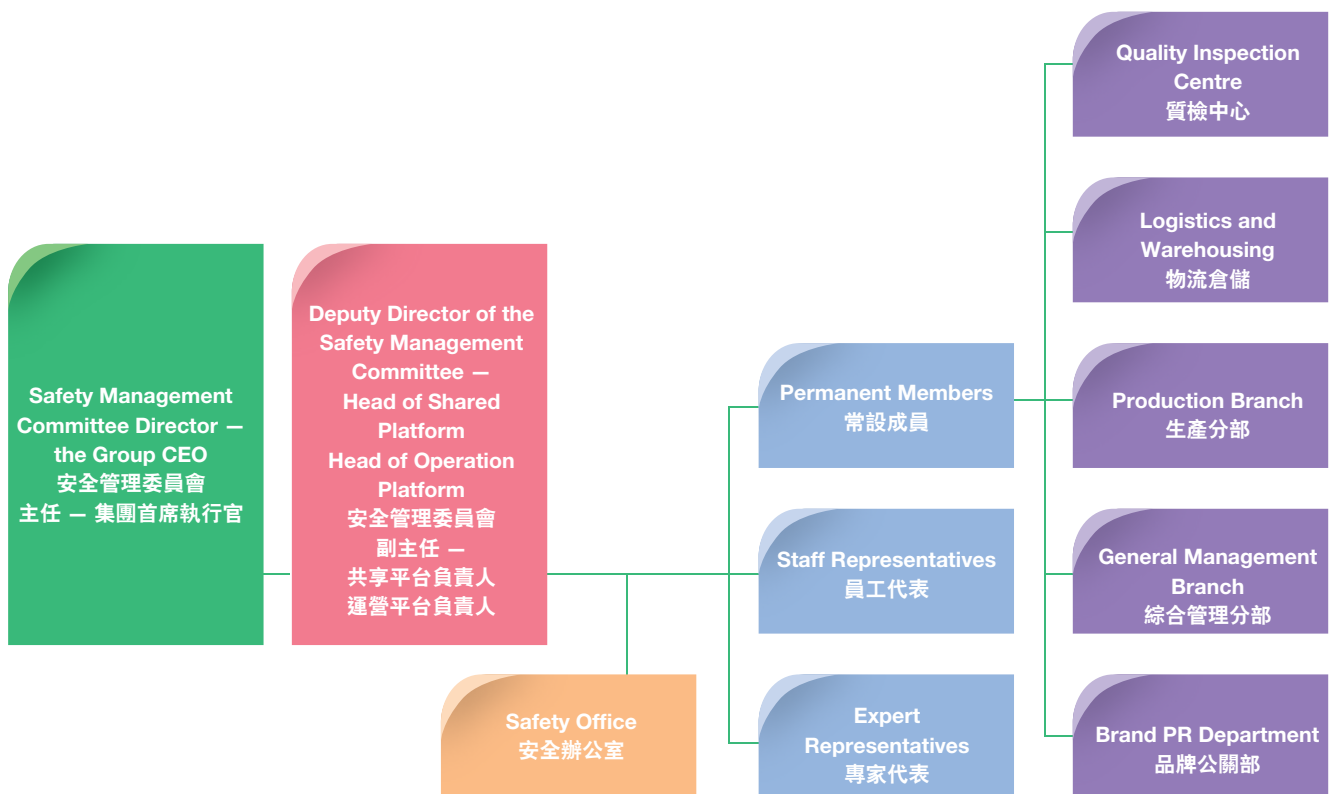 Safety Management
Committee Director —
the Group CEO
安全管理委員會
主任 — 集團首席執行官
Deputy Director of the
Safety Management
Committee —
Head of Shared
Platform
Head of Operation
Platform
安全管理委員會
副主任 —
共享平台負責人
運營平台負責人
Safety Office
安全辦公室
Permanent Members
常設成員
Staff Representatives
員工代表
Expert
Representatives
專家代表
Quality Inspection
Centre
質檢中心
Logistics and
Warehousing
物流倉儲
Production Branch
生產分部
General Management
Branch
綜合管理分部
Brand PR Department
品牌公關部